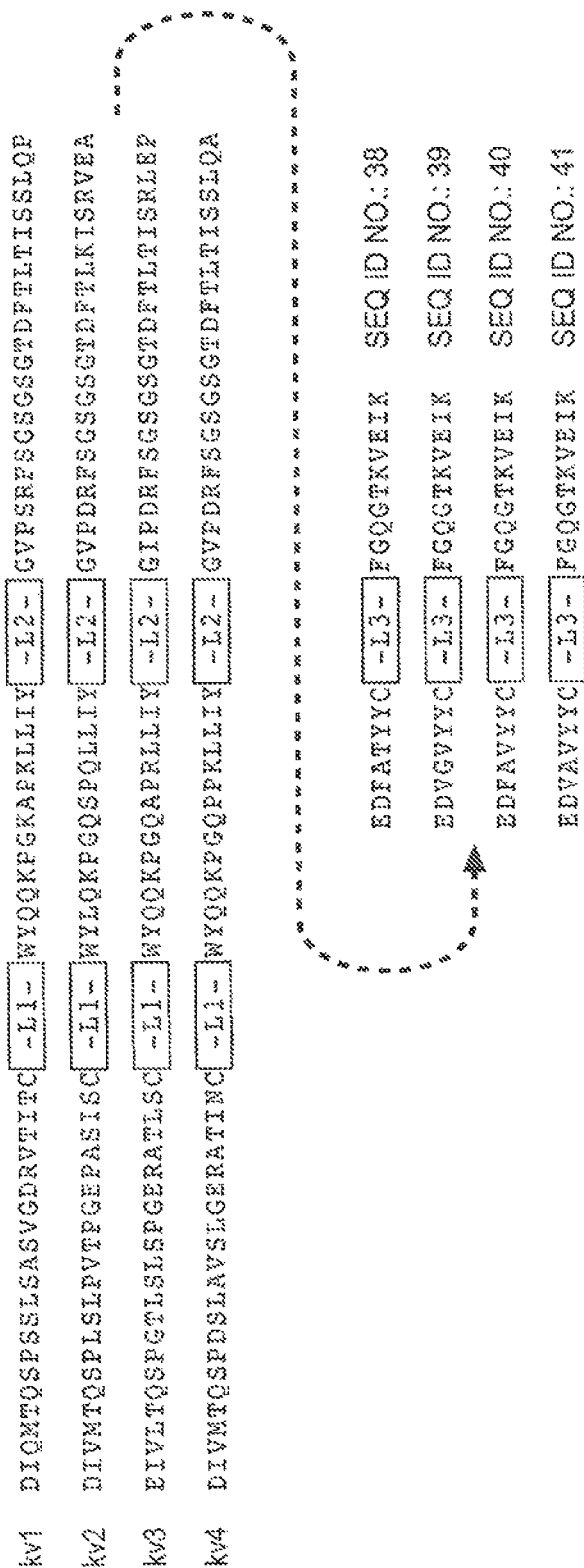 kv1 DIQMTQSPSSLSASVGDRVTITC ~L1~ WYQQKPGKAPKLLIY ~L2~ GVPSRFSGSGSGTDFTLTISSLQP
kv2 DIVMTQSPLSLPVTPGEPASISC ~L1~ WYLQKPGQSPQLLIY ~L2~ GVPDRFSGSGSGTDFTLKISRVEA
kv3 EIVLTQSPGTLSLSPGERATLSC ~L1~ WYQQKPGQAPRLLIY ~L2~ GIPDRFSGSGSGTDFTLTISRLEP
kv4 DIVMTQSPDSLAVSLGERATINC ~L1~ WYQQKPGQPPKLLIY ~L2~ GVPDRFSGSGSGTDFTLTISSLQA
EDFATYYC ~L3~ FGQGTKVEIK SEQ ID NO.: 38
EDVGVYYC ~L3~ FGQGTKVEIK SEQ ID NO.: 39
EDFAVYYC ~L3~ FGQGTKVEIK SEQ ID NO.: 40
EDVAVYYC ~L3~ FGQGTKVEIK SEQ ID NO.: 41